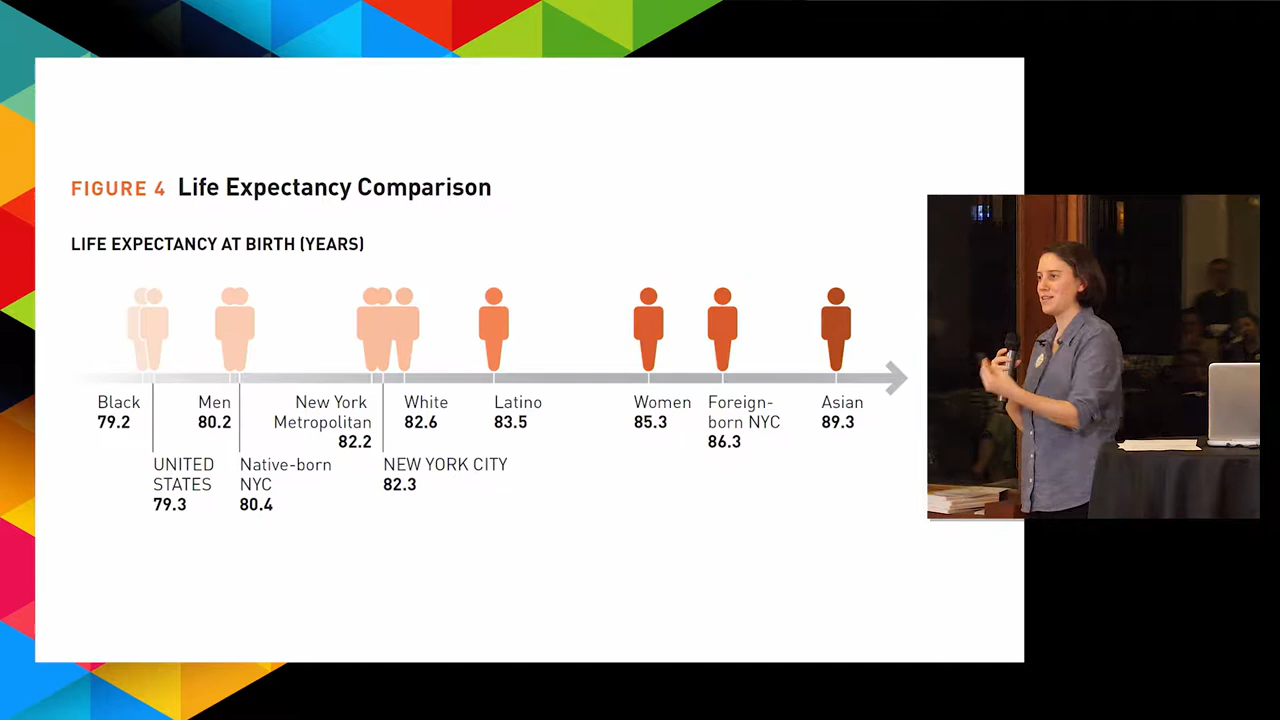 FIGURE 4 Life Expectancy Comparison
LIFE EXPECTANCY AT BIRTH (YEARS)
Black
79.2
UNITED
STATES
79.3
Men
80.2
Native-born
NYC
80.4
New York
Metropolitan
82.2
NEW YORK CITY
82.3
White
82.6
Latino
83.5
Women
85.3
Foreign-
born NYC
86.3
Asian
89.3